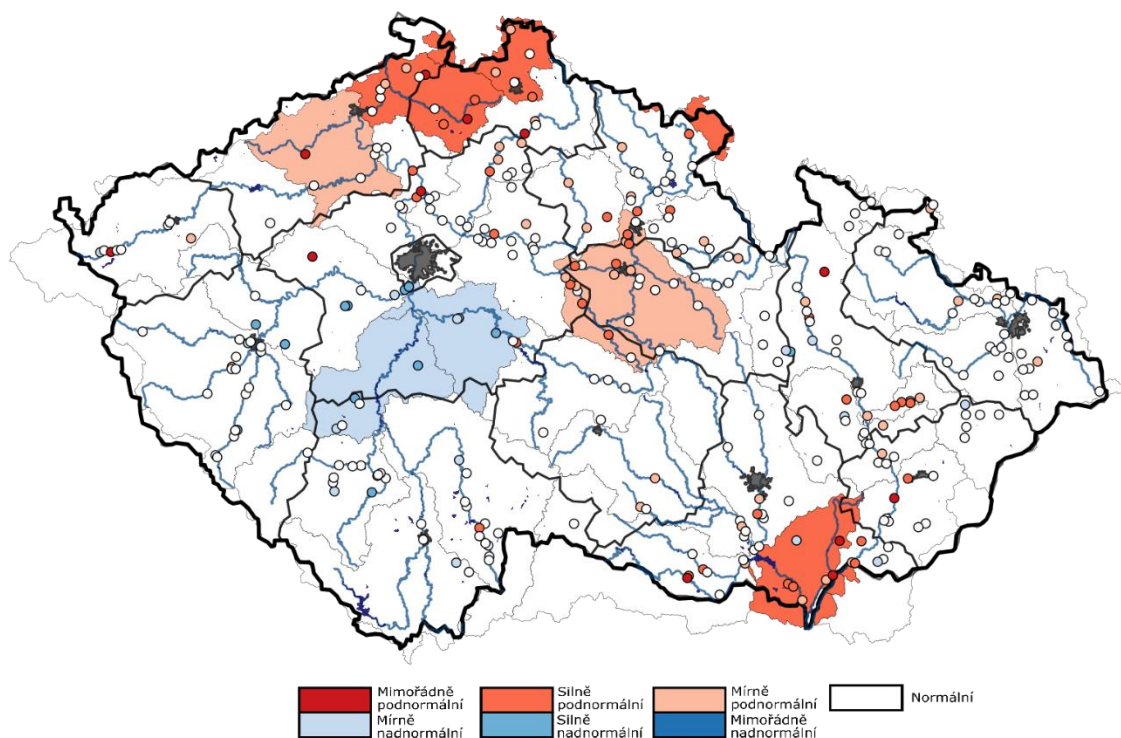 Mimořádně
podnormální
Silně
podnormální
Mírně
podnormální
Normální
Mírně
nadnormální
Silně
nadnormální
Mimořádně
nadnormální